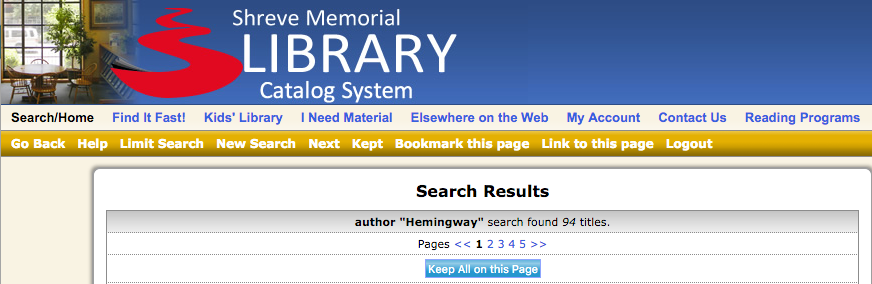 Shreve Memorial
LIBRARY
Catalog System
Search/Home Find It Fast! Kids' Library I Need Material Elsewhere on the Web My Account Contact Us Reading Programs
Go Back Help Limit Search New Search Next Kept Bookmark this page Link to this page Logout
Search Results
author "Hemingway" search found 94 titles.
Pages << 1 2 3 4 5 >>
Keep All on this Page